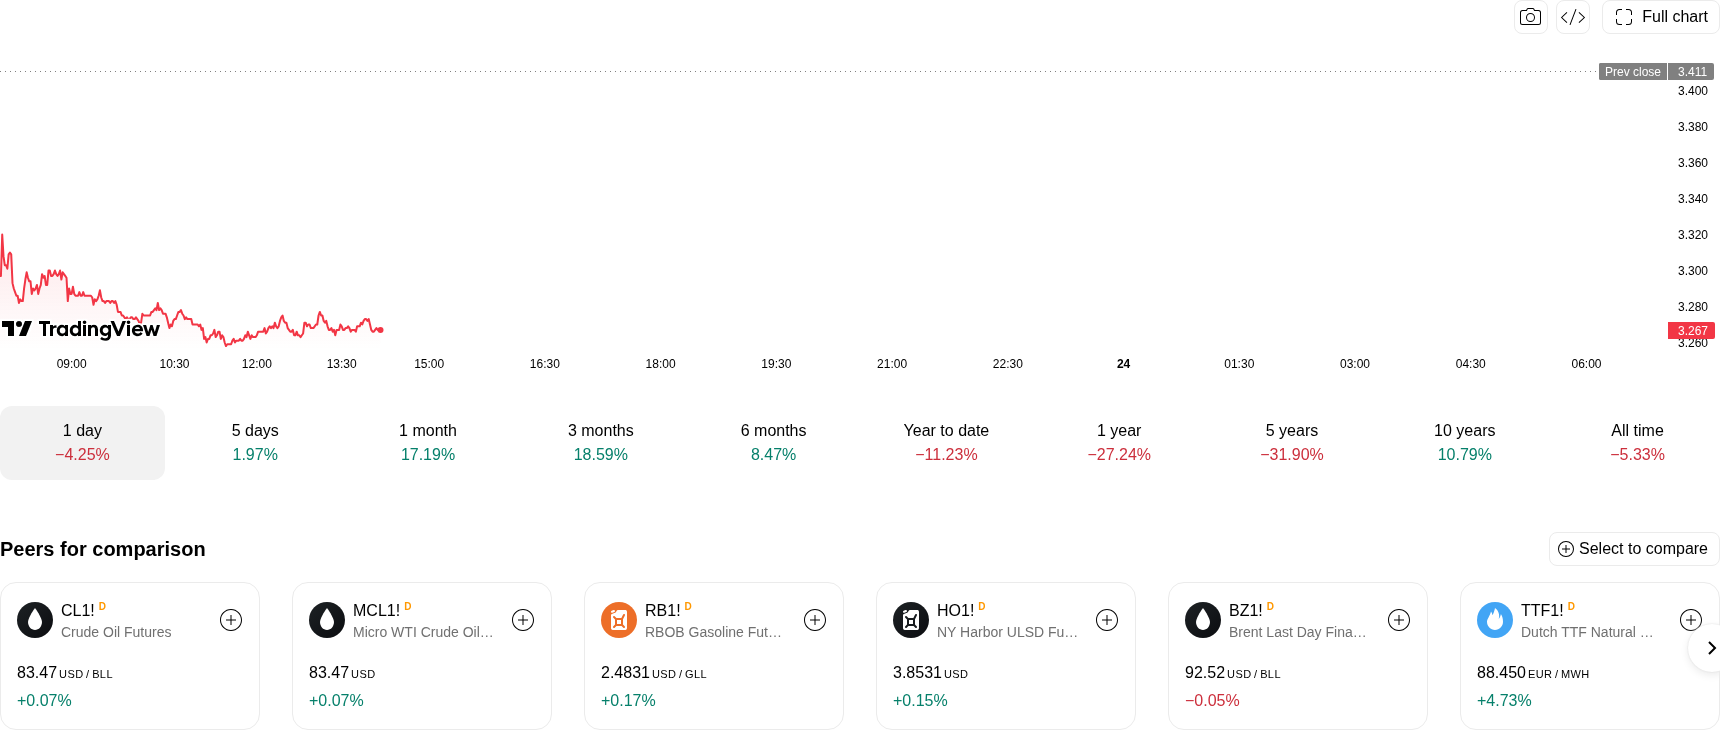 Full chart
Prev close 3.411
3.400
3.380
3.360
3.340
3.320
3.300
3.280
3.267
3.260
TradingView
09:00 10:30 12:00 13:30 15:00 16:30 18:00 19:30 21:00 22:30 24 01:30 03:00 04:30 06:00
1 day 5 days 1 month 3 months 6 months Year to date 1 year 5 years 10 years All time
−4.25% 1.97% 17.19% 18.59% 8.47% −11.23% −27.24% −31.90% 10.79% −5.33%
Peers for comparison
Select to compare
CL1! D
Crude Oil Futures
83.47 USD / BLL
+0.07%
MCL1! D
Micro WTI Crude Oil…
83.47 USD
+0.07%
RB1! D
RBOB Gasoline Fut…
2.4831 USD / GLL
+0.17%
HO1! D
NY Harbor ULSD Fu…
3.8531 USD
+0.15%
BZ1! D
Brent Last Day Fina…
92.52 USD / BLL
−0.05%
TTF1! D
Dutch TTF Natural …
88.450 EUR / MWH
+4.73%